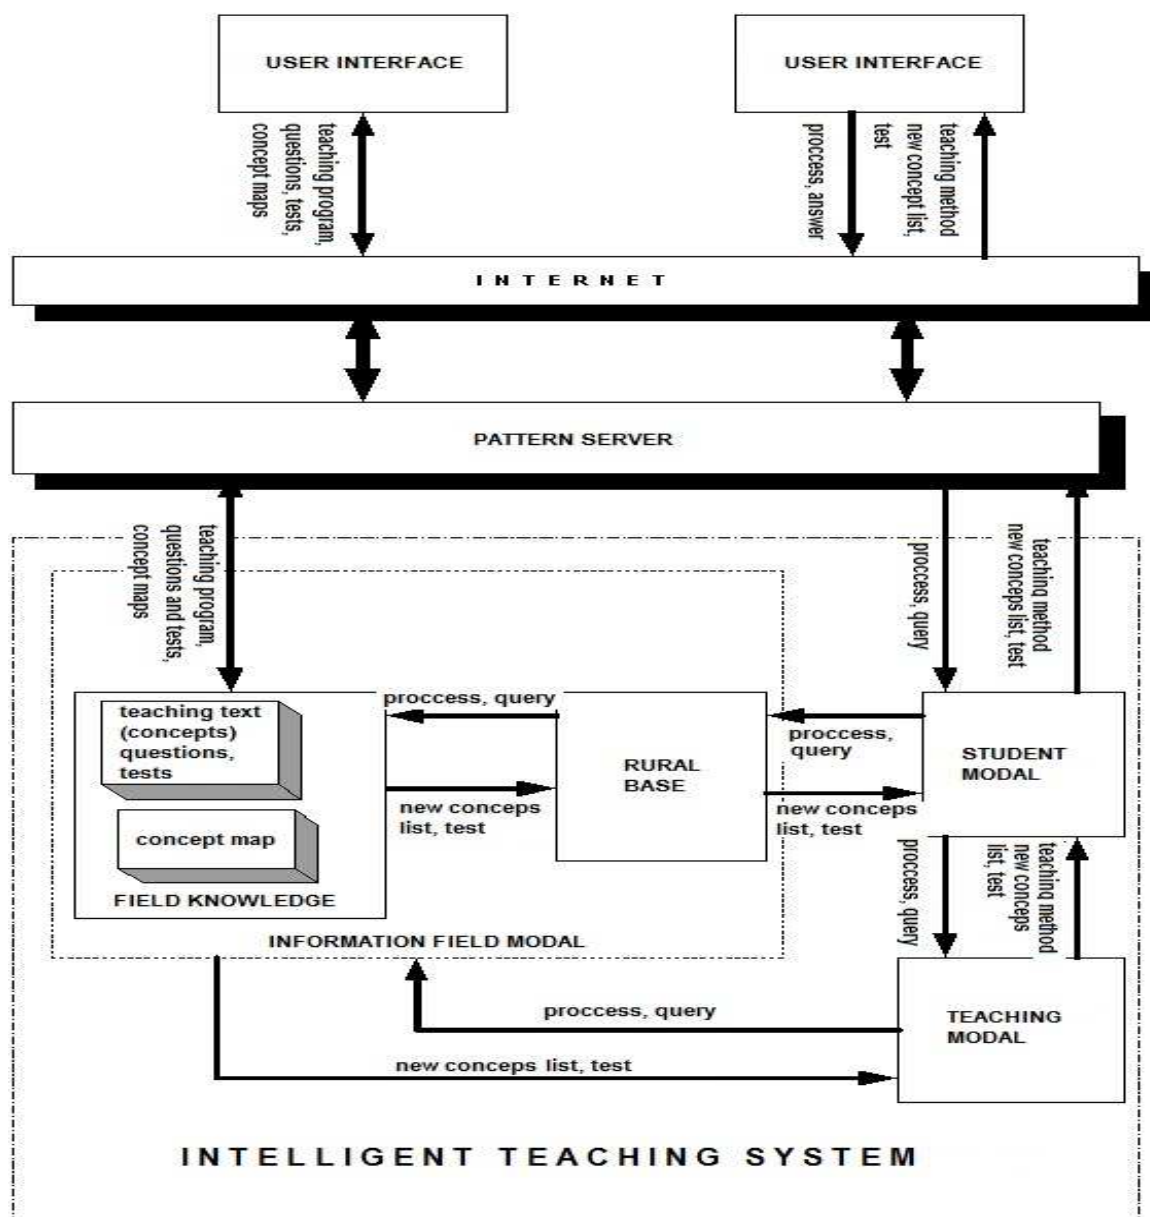 USER INTERFACE
USER INTERFACE
teaching program,
questions, tests,
concept maps
proccess, answer
teaching method
new concept list,
test
INTERNET
PATTERN SERVER
teaching program,
questions and tests,
concept maps
proccess, query
teaching method
new conceps list, test
teaching text
(concepts)
questions,
tests
concept map
FIELD KNOWLEDGE
proccess, query
new conceps
list, test
RURAL
BASE
proccess,
query
new conceps
list, test
STUDENT
MODAL
INFORMATION FIELD MODAL
proccess, query
teaching method
new conceps
list, test
proccess, query
new conceps list, test
TEACHING
MODAL
INTELLIGENT TEACHING SYSTEM